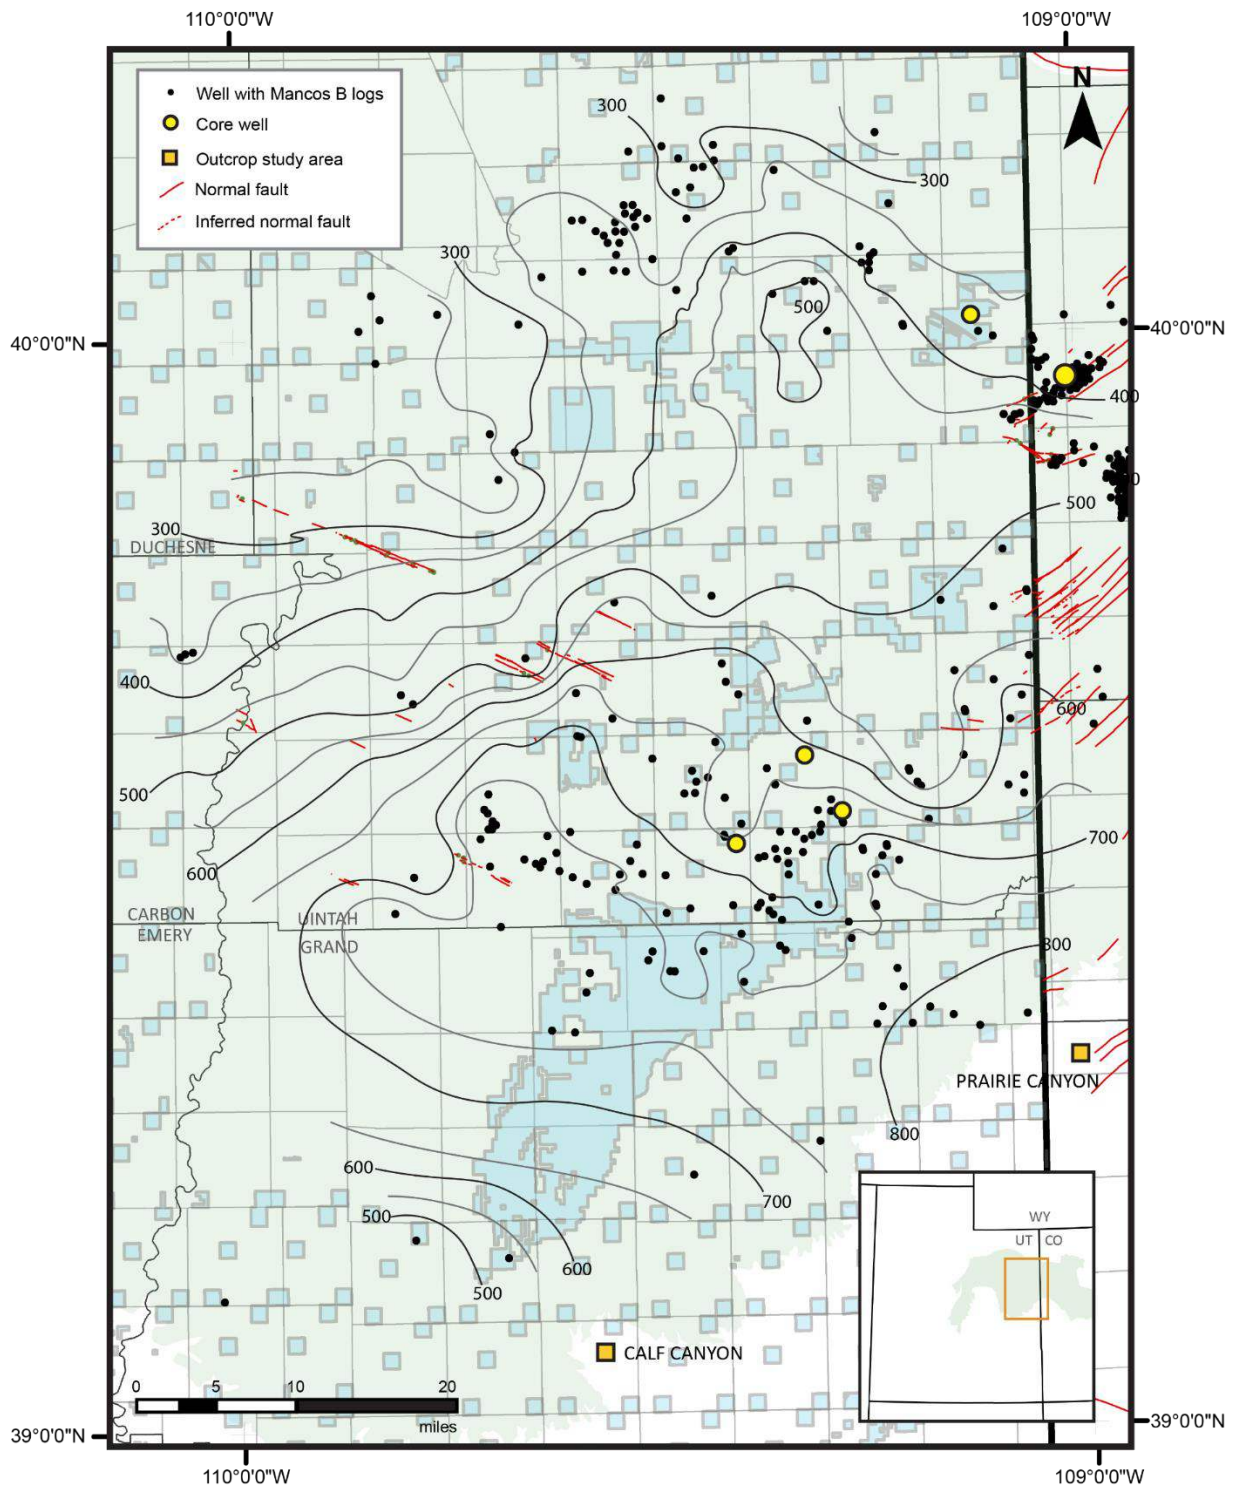 110°0'0"W
109°0'0"W
Well with Mancos B logs
Core well
Outcrop study area
Normal fault
Inferred normal fault
N
300
300
300
500
40°0'0"N
40°0'0"N
400
500
300
DUCHESNE
400
600
500
700
600
CARBON
EMERY
UINTAH
GRAND
800
PRAIRIE CANYON
800
600
700
500
600
500
WY
UT
CO
CALF CANYON
0
5
10
20
miles
39°0'0"N
39°0'0"N
110°0'0"W
109°0'0"W